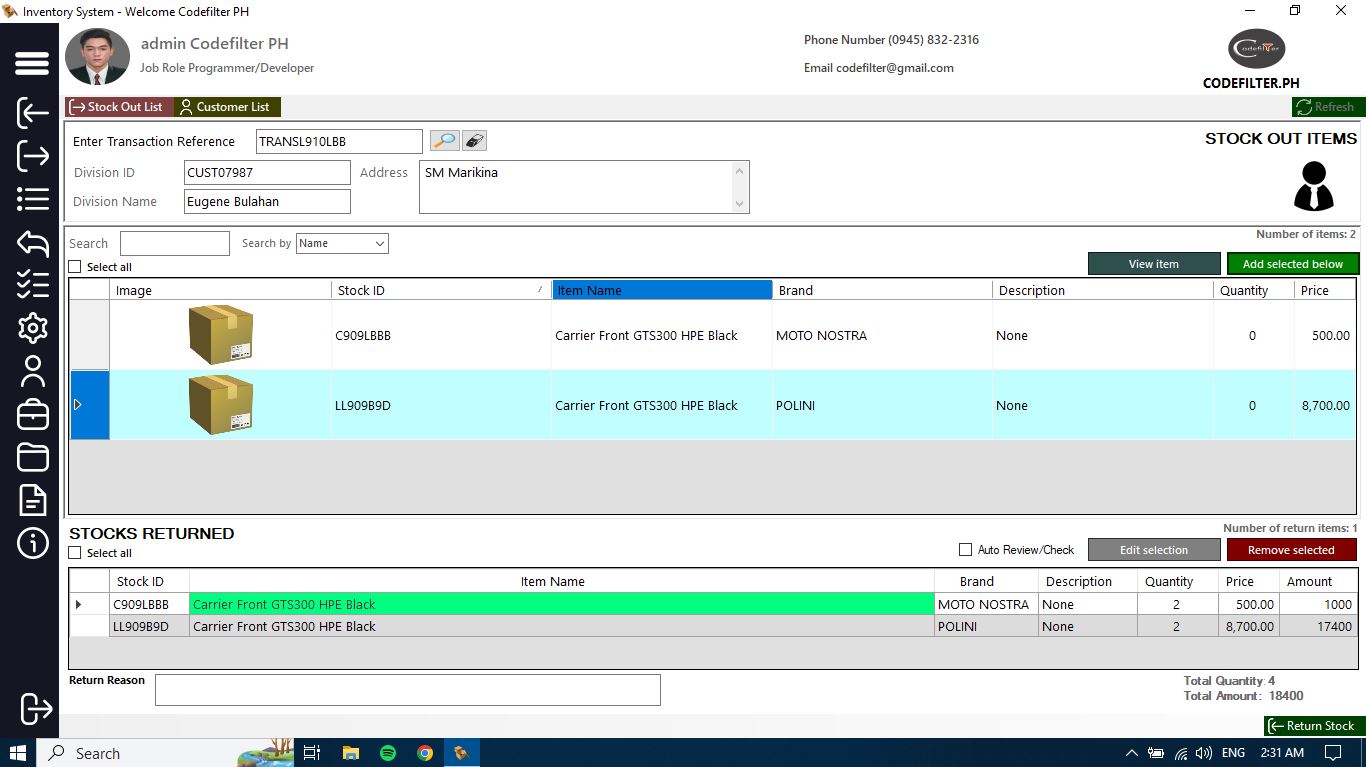 Inventory System - Welcome Codefilter PH
admin Codefilter PH
Job Role Programmer/Developer
Phone Number (0945) 832-2316
Email codefilter@gmail.com
Codefilter
CODEFILTER.PH
Stock Out List
Customer List
Refresh
Enter Transaction Reference TRANSL910LBB
STOCK OUT ITEMS
Division ID CUST07987 Address SM Marikina
Division Name Eugene Bulahan
Number of items: 2
Search Search by Name
Select all
View item Add selected below
Image Stock ID Item Name Brand Description Quantity Price
C909LBBB Carrier Front GTS300 HPE Black MOTO NOSTRA None 0 500.00
LL909B9D Carrier Front GTS300 HPE Black POLINI None 0 8,700.00
STOCKS RETURNED
Number of return items: 1
Select all
Auto Review/Check Edit selection Remove selected
Stock ID Item Name Brand Description Quantity Price Amount
C909LBBB Carrier Front GTS300 HPE Black MOTO NOSTRA None 2 500.00 1000
LL909B9D Carrier Front GTS300 HPE Black POLINI None 2 8,700.00 17400
Return Reason
Total Quantity: 4
Total Amount: 18400
Return Stock
Search
ENG 2:31 AM